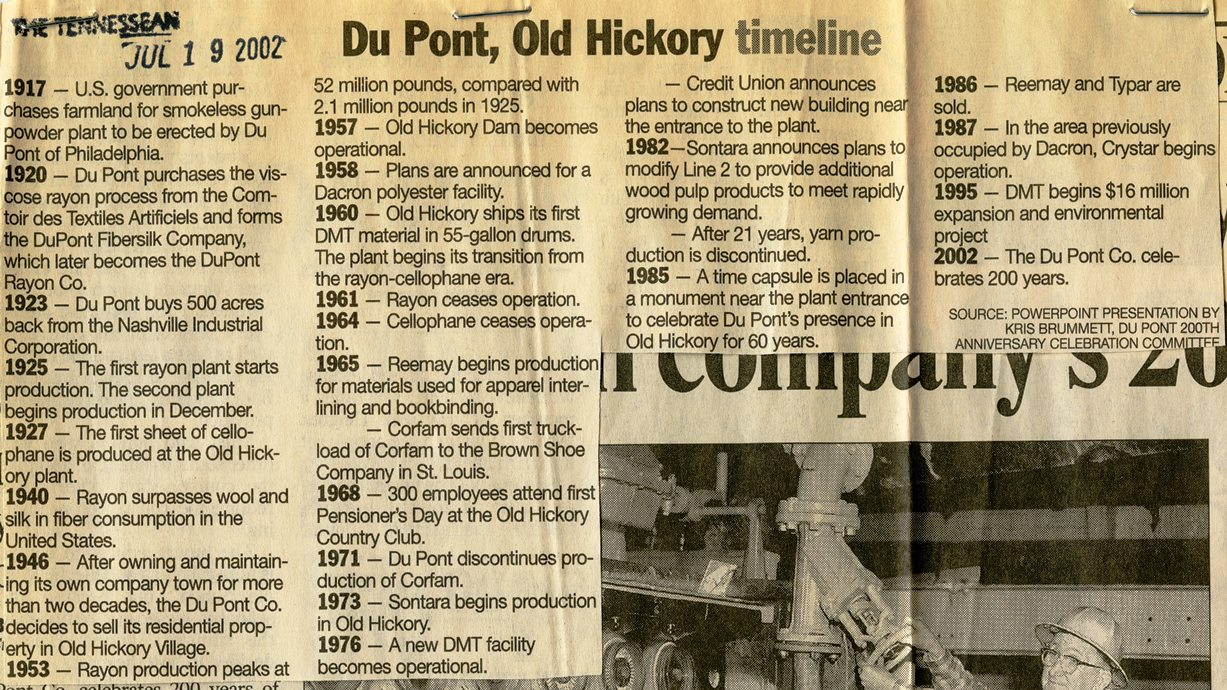 THE TENNESSEAN
JUL 19 2002
Du Pont, Old Hickory timeline
1917 — U.S. government pur-
chases farmland for smokeless gun-
powder plant to be erected by Du
Pont of Philadelphia.
1920 — Du Pont purchases the vis-
cose rayon process from the Com-
toir des Textiles Artificiels and forms
the DuPont Fibersilk Company,
which later becomes the DuPont
Rayon Co.
1923 — Du Pont buys 500 acres
back from the Nashville Industrial
Corporation.
1925 — The first rayon plant starts
production. The second plant
begins production in December.
1927 — The first sheet of cello-
phane is produced at the Old Hick-
ory plant.
1940 — Rayon surpasses wool and
silk in fiber consumption in the
United States.
1946 — After owning and maintain-
ing its own company town for more
than two decades, the Du Pont Co.
decides to sell its residential prop-
erty in Old Hickory Village.
1953 — Rayon production peaks at
52 million pounds, compared with
2.1 million pounds in 1925.
1957 — Old Hickory Dam becomes
operational.
1958 — Plans are announced for a
Dacron polyester facility.
1960 — Old Hickory ships its first
DMT material in 55-gallon drums.
The plant begins its transition from
the rayon-cellophane era.
1961 — Rayon ceases operation.
1964 — Cellophane ceases opera-
tion.
1965 — Reemay begins production
for materials used for apparel inter-
lining and bookbinding.
— Corfam sends first truck-
load of Corfam to the Brown Shoe
Company in St. Louis.
1968 — 300 employees attend first
Pensioner's Day at the Old Hickory
Country Club.
1971 — Du Pont discontinues pro-
duction of Corfam.
1973 — Sontara begins production
in Old Hickory.
1976 — A new DMT facility
becomes operational.
— Credit Union announces
plans to construct new building near
the entrance to the plant.
1982—Sontara announces plans to
modify Line 2 to provide additional
wood pulp products to meet rapidly
growing demand.
— After 21 years, yarn pro-
duction is discontinued.
1985 — A time capsule is placed in
a monument near the plant entrance
to celebrate Du Pont's presence in
Old Hickory for 60 years.
1986 — Reemay and Typar are
sold.
1987 — In the area previously
occupied by Dacron, Crystar begins
operation.
1995 — DMT begins $16 million
expansion and environmental
project
2002 — The Du Pont Co. cele-
brates 200 years.
SOURCE: POWERPOINT PRESENTATION BY
KRIS BRUMMETT, DU PONT 200TH
ANNIVERSARY CELEBRATION COMMITTEE
company's 20
Pont Co. celebrates 200 years of